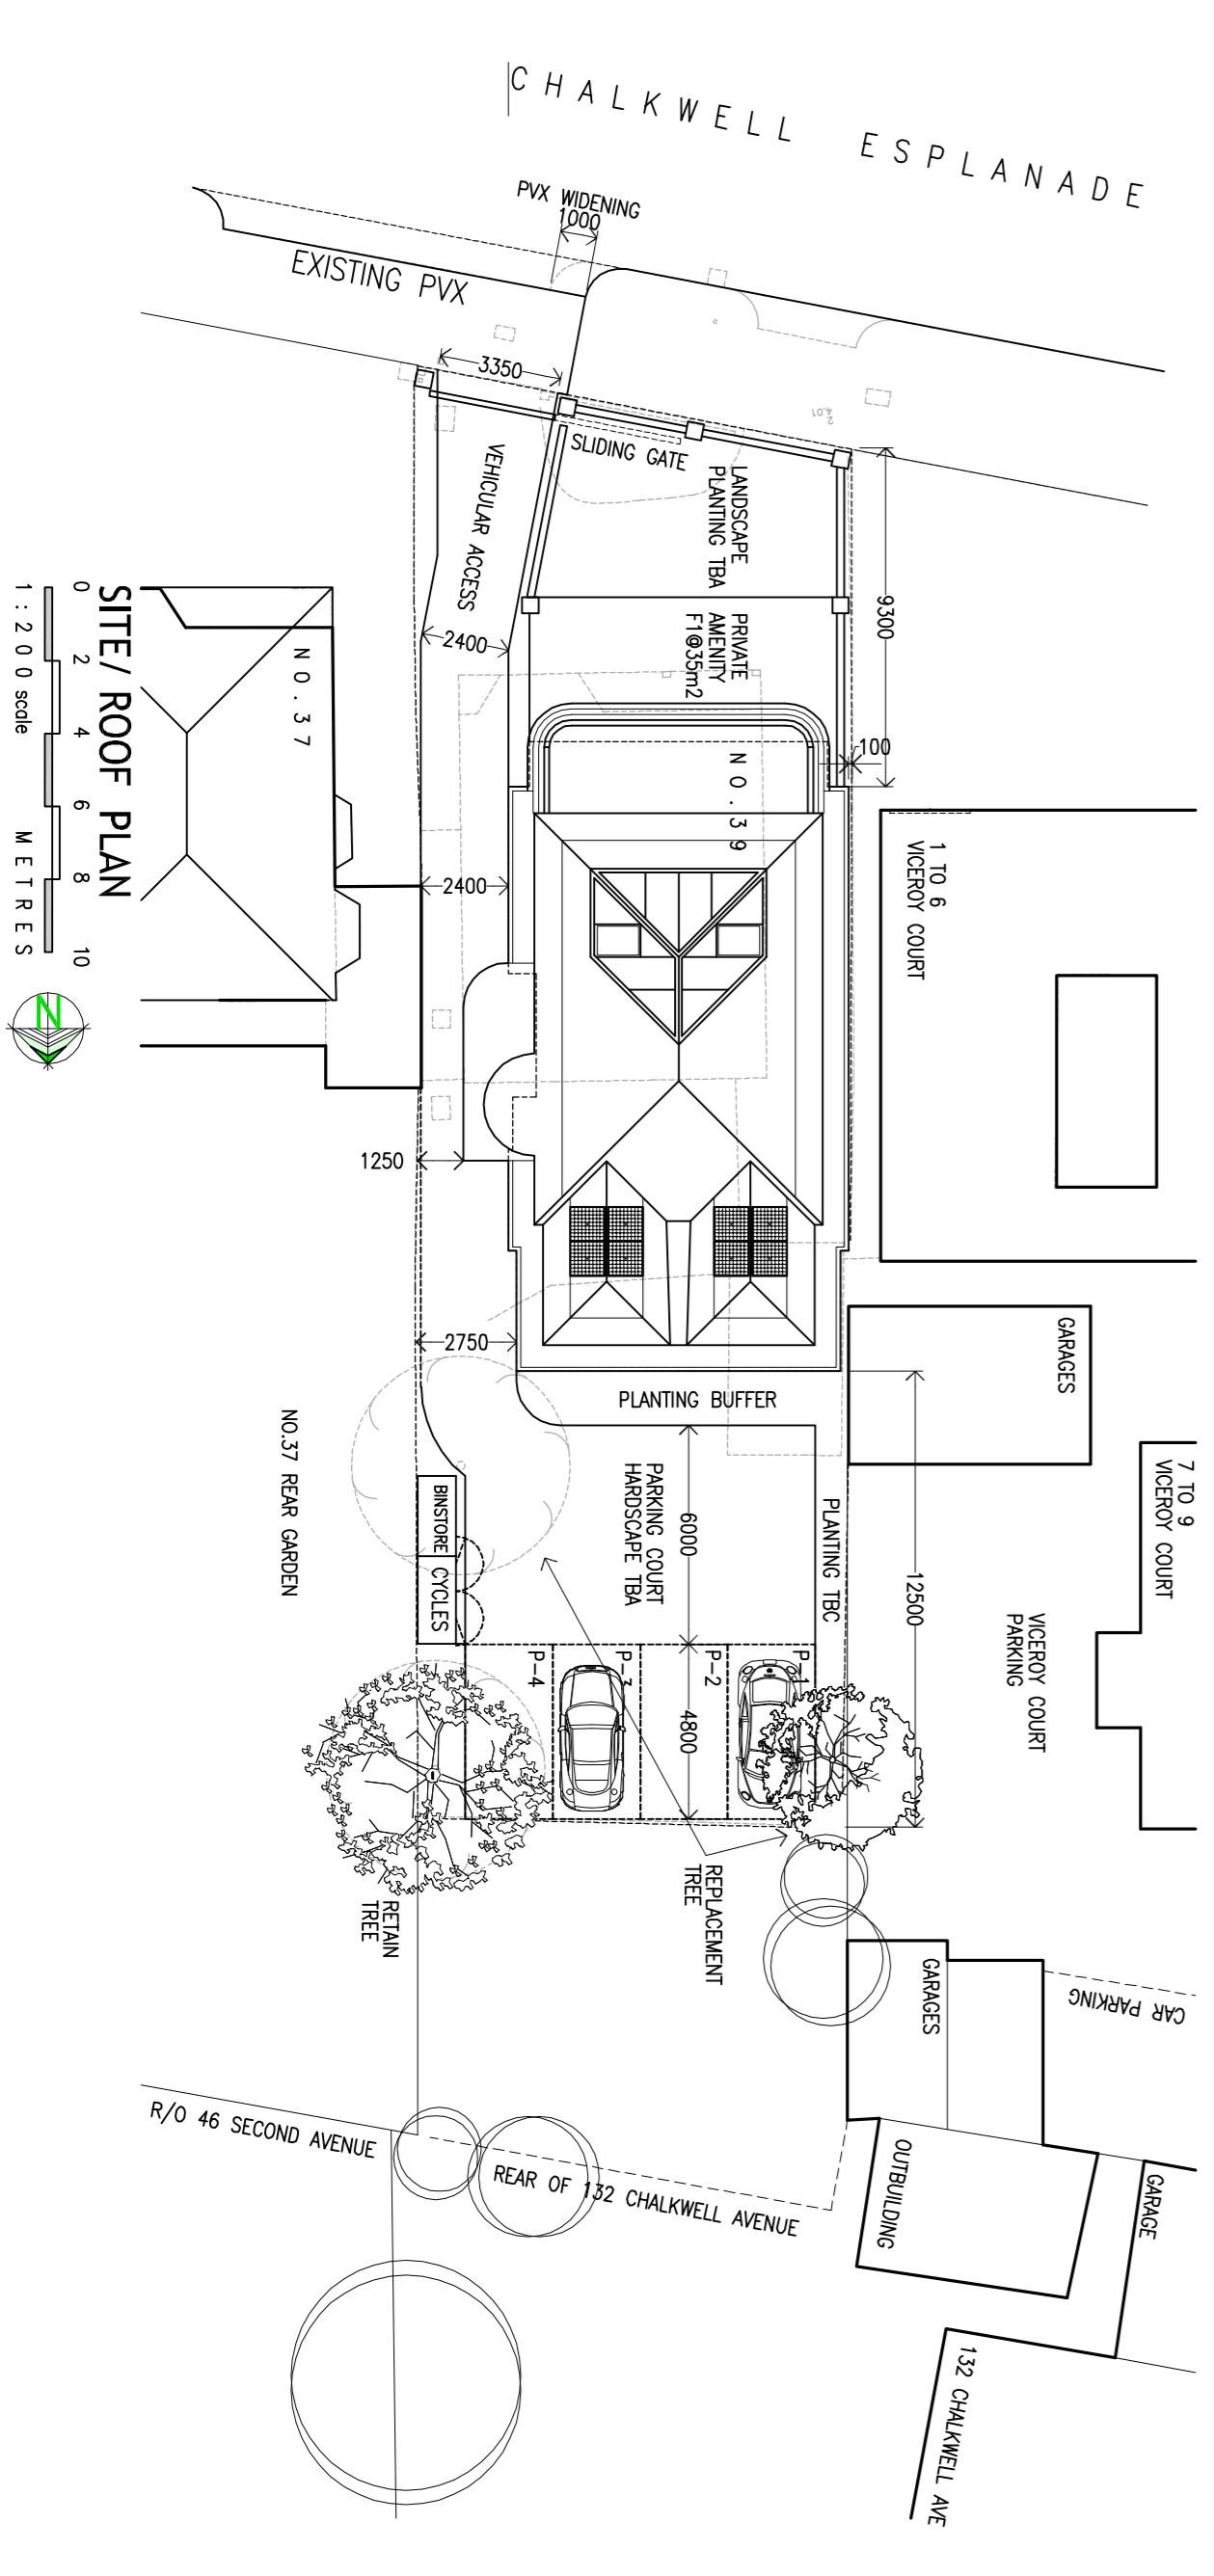 CHALKWELL ESPLANADE
PVX WIDENING
1000
EXISTING PVX
3350
SLIDING GATE
VEHICULAR ACCESS
LANDSCAPE
PLANTING TBA
9300
PRIVATE
AMENITY
F1@35m2
2400
100
NO.39
NO.37
1 TO 6
VICEROY COURT
2400
1250
2750
GARAGES
PLANTING BUFFER
7 TO 9
VICEROY COURT
NO.37 REAR GARDEN
BINSTORE
CYCLES
PARKING COURT
HARDSCAPE TBA
6000
PLANTING TBC
12500
VICEROY COURT
PARKING
P-4
P-3
P-2
P-1
4800
RETAIN
TREE
REPLACEMENT
TREE
GARAGES
CAR PARKING
R/O 46 SECOND AVENUE
REAR OF 132 CHALKWELL AVENUE
OUTBUILDING
GARAGE
132 CHALKWELL AVE
SITE/ ROOF PLAN
0 2 4 6 8 10
1:200 scale METRES
N
4.01